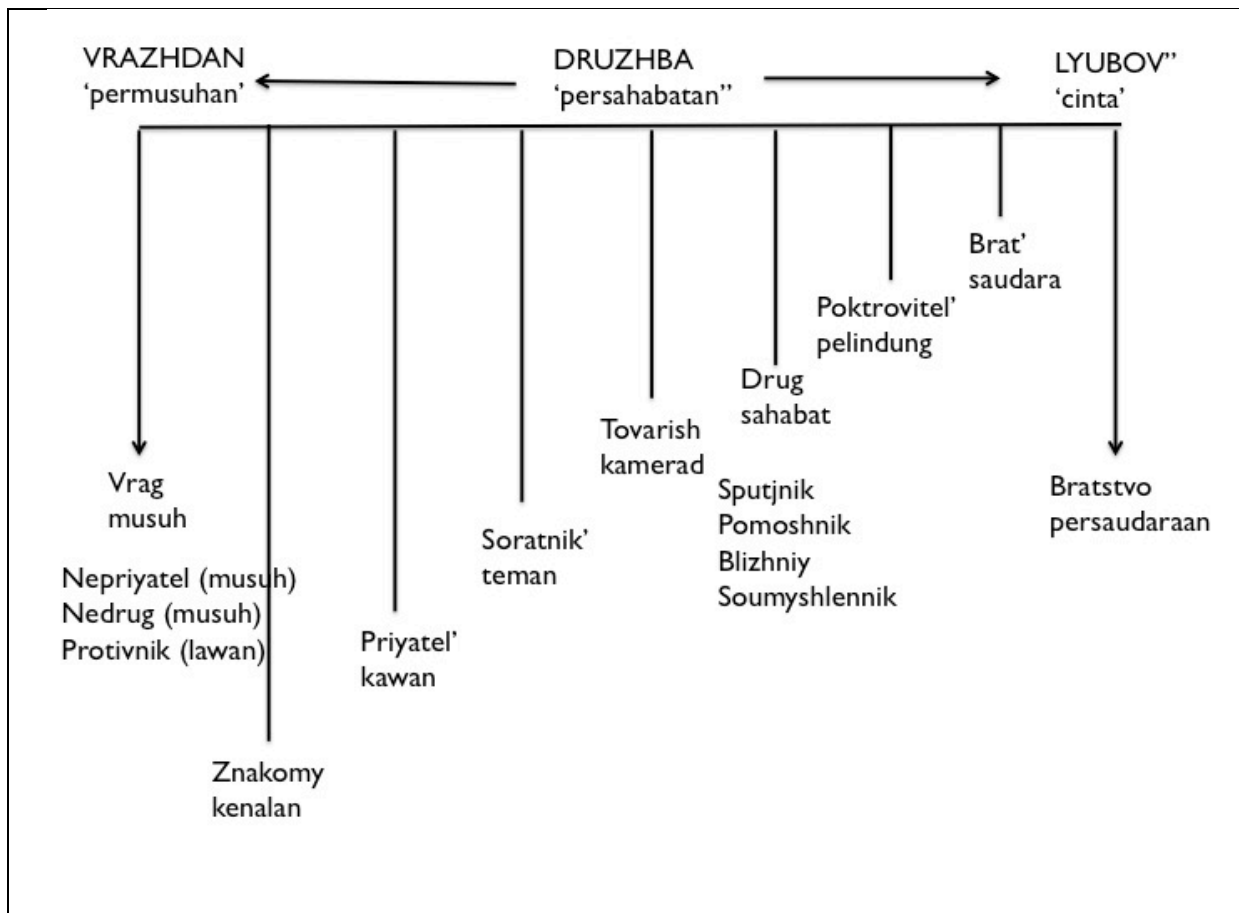 VRAZHDAN
‘permusuhan’
DRUZHBA
‘persahabatan”
LYUBOV”
‘cinta’
Vrag
musuh
Nepriyatel (musuh)
Nedrug (musuh)
Protivnik (lawan)
Znakomy
kenalan
Priyatel’
kawan
Soratnik’
teman
Tovarish
kamerad
Drug
sahabat
Sputjnik
Pomoshnik
Blizhniy
Soumyshlennik
Poktrovitel’
pelindung
Brat’
saudara
Bratstvo
persaudaraan